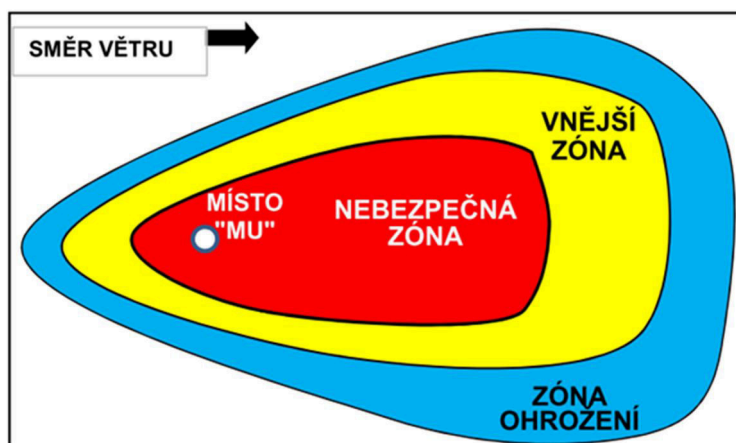 SMĚR VĚTRU
VNĚJŠÍ
ZÓNA
MÍSTO
"MU"
NEBEZPEČNÁ
ZÓNA
ZÓNA
OHROŽENÍ